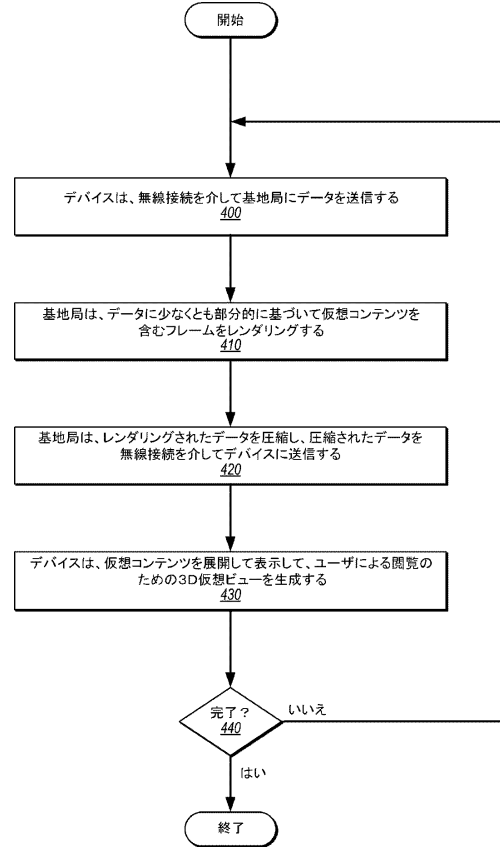 開始
デバイスは、無線接続を介して基地局にデータを送信する
400
基地局は、データに少なくとも部分的に基づいて仮想コンテンツを
含むフレームをレンダリングする
410
基地局は、レンダリングされたデータを圧縮し、圧縮されたデータを
無線接続を介してデバイスに送信する
420
デバイスは、仮想コンテンツを展開して表示して、ユーザによる閲覧の
ための3D仮想ビューを生成する
430
完了?
440
いいえ
はい
終了